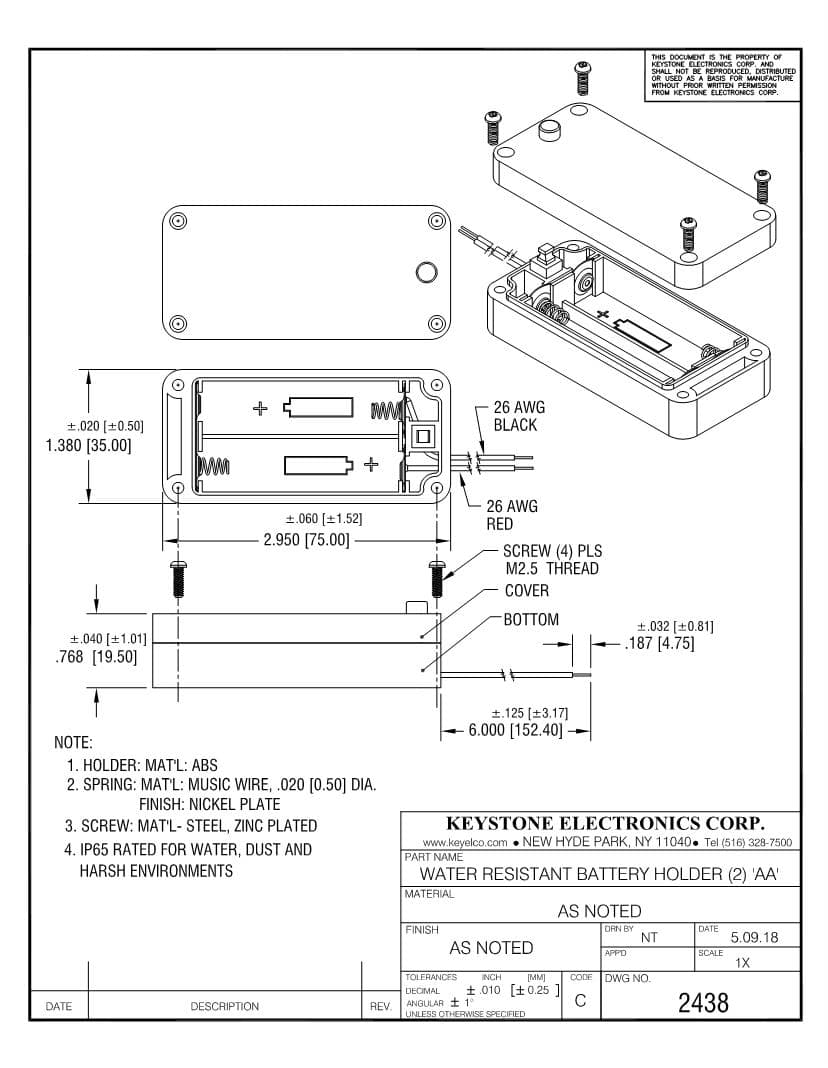 THIS DOCUMENT IS THE PROPERTY OF
KEYSTONE ELECTRONICS CORP. AND
SHALL NOT BE REPRODUCED, DISTRIBUTED
OR USED AS A BASIS FOR MANUFACTURE
WITHOUT PRIOR WRITTEN PERMISSION
FROM KEYSTONE ELECTRONICS CORP.
+
±.020 [±0.50]
1.380 [35.00]
+
+
26 AWG
BLACK
26 AWG
RED
±.060 [±1.52]
2.950 [75.00]
SCREW (4) PLS
M2.5 THREAD
COVER
BOTTOM
±.040 [±1.01]
.768 [19.50]
±.032 [±0.81]
.187 [4.75]
±.125 [±3.17]
6.000 [152.40]
NOTE:
1. HOLDER: MAT'L: ABS
2. SPRING: MAT'L: MUSIC WIRE, .020 [0.50] DIA.
FINISH: NICKEL PLATE
3. SCREW: MAT'L- STEEL, ZINC PLATED
4. IP65 RATED FOR WATER, DUST AND
HARSH ENVIRONMENTS
KEYSTONE ELECTRONICS CORP.
www.keyelco.com ● NEW HYDE PARK, NY 11040● Tel (516) 328-7500
PART NAME
WATER RESISTANT BATTERY HOLDER (2) 'AA'
MATERIAL
AS NOTED
FINISH
AS NOTED
DRN BY
NT
DATE
5.09.18
APP'D
SCALE
1X
TOLERANCES INCH [MM]
DECIMAL ± .010 [± 0.25 ]
ANGULAR ± 1°
UNLESS OTHERWISE SPECIFIED
CODE
C
DWG NO.
2438
DATE DESCRIPTION REV.